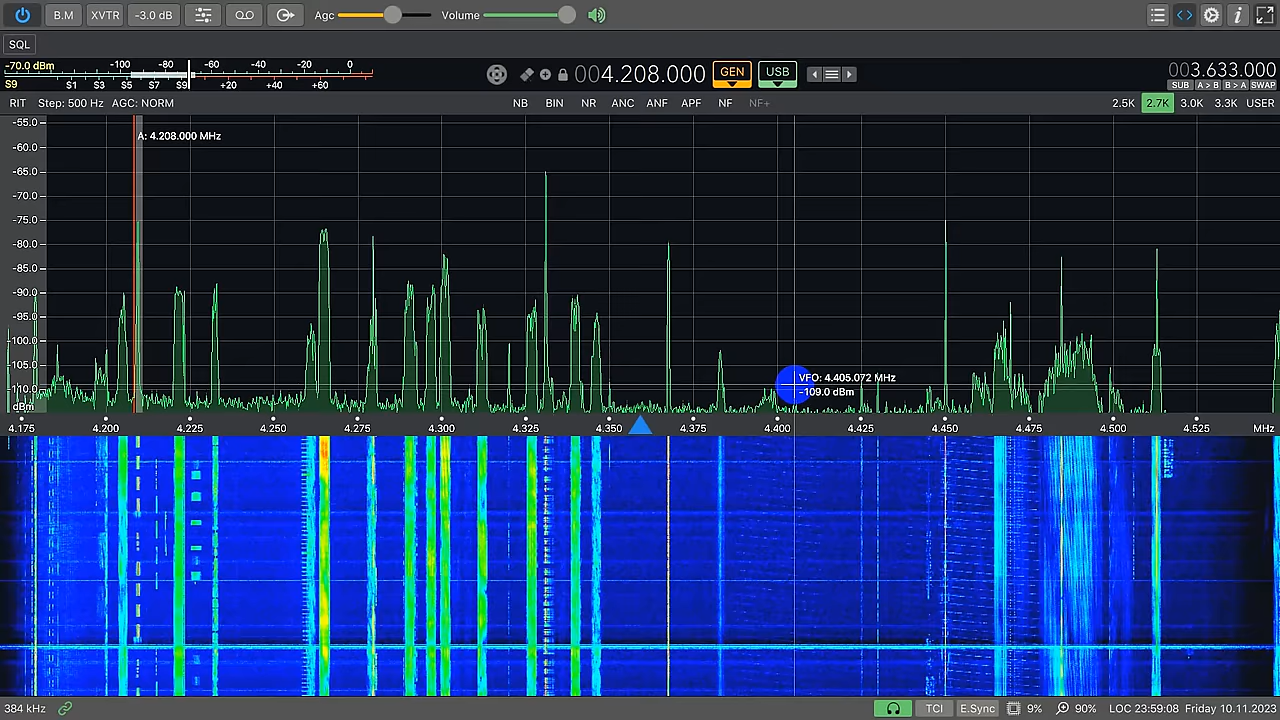 B.M XVTR -3.0 dB Agc Volume
SQL
-70.0 dBm -100 -80 -60 -40 -20 0
S9 S1 S3 S5 S7 S9 +20 +40 +60
004.208.000 GEN USB
003.633.000
SUB A > B B > A SWAP
RIT Step: 500 Hz AGC: NORM NB BIN NR ANC ANF APF NF NF+ 2.5K 2.7K 3.0K 3.3K USER
-55.0
A: 4.208.000 MHz
-60.0
-65.0
-70.0
-75.0
-80.0
-85.0
-90.0
-95.0
-100.0
-105.0
VFO: 4.405.072 MHz
-109.0 dBm
-110.0
dBm
4.175 4.200 4.225 4.250 4.275 4.300 4.325 4.350 4.375 4.400 4.425 4.450 4.475 4.500 4.525 MHz
384 kHz TCI E.Sync 9% 90% LOC 23:59:08 Friday 10.11.2023